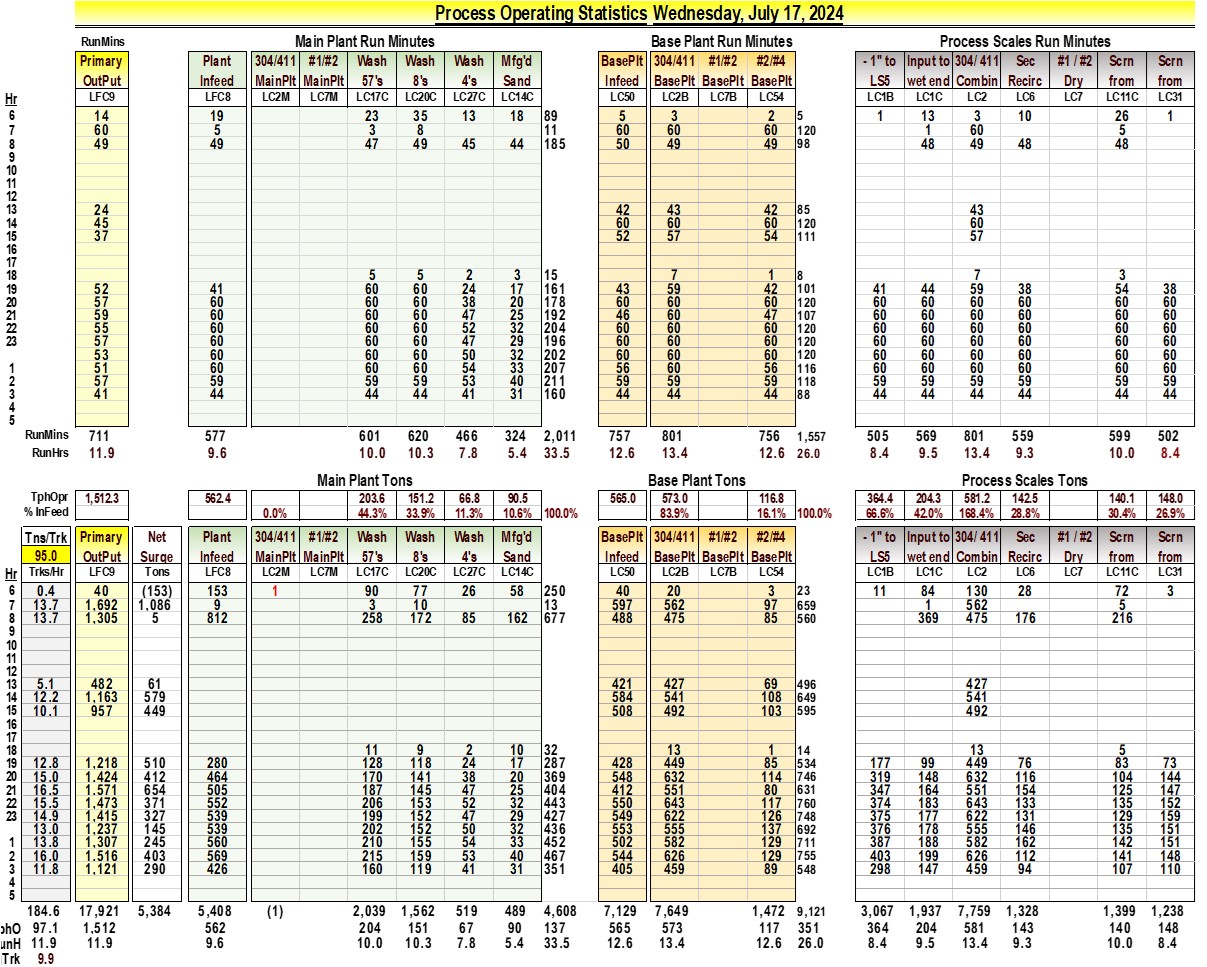 Process Operating Statistics Wednesday, July 17, 2024
RunMins Main Plant Run Minutes Base Plant Run Minutes Process Scales Run Minutes
Primary Plant 304/411 #1/#2 Wash Wash Wash Mfg'd BasePlt 304/411 #1/#2 #2/#4 - 1" to Input to 304/ 411 Sec #1 / #2 Scrn Scrn
OutPut Infeed MainPlt MainPlt 57's 8's 4's Sand Infeed BasePlt BasePlt BasePlt LS5 wet end Combin Recirc Dry from from
Hr LFC9 LFC8 LC2M LC7M LC17C LC20C LC27C LC14C LC50 LC2B LC7B LC54 LC1B LC1C LC2 LC6 LC7 LC11C LC31
6 14 19 23 35 13 18 89 5 3 2 5 1 13 3 10 26 1
7 60 5 3 8 11 60 60 60 120 1 60 5
8 49 49 47 49 45 44 185 50 49 49 98 48 49 48 48
9
10
11
12
13 24 42 43 42 85 43
14 45 60 60 60 120 60
15 37 52 57 54 111 57
16
17
18 5 5 2 3 15 7 1 8 7 3
19 52 41 60 60 24 17 161 43 59 42 101 41 44 59 38 54 38
20 57 60 60 60 38 20 178 60 60 60 120 60 60 60 60 60 60
21 59 60 60 60 47 25 192 46 60 47 107 60 60 60 60 60 60
22 55 60 60 60 52 32 204 60 60 60 120 60 60 60 60 60 60
23 57 60 60 60 47 29 196 60 60 60 120 60 60 60 60 60 60
53 60 60 60 50 32 202 60 60 60 120 60 60 60 60 60 60
1 51 60 60 60 54 33 207 56 60 56 116 60 60 60 60 60 60
2 57 59 59 59 53 40 211 59 59 59 118 59 59 59 59 59 59
3 41 44 44 44 41 31 160 44 44 44 88 44 44 44 44 44 44
4
5
RunMins 711 577 601 620 466 324 2,011 757 801 756 1,557 505 569 801 559 599 502
RunHrs 11.9 9.6 10.0 10.3 7.8 5.4 33.5 12.6 13.4 12.6 26.0 8.4 9.5 13.4 9.3 10.0 8.4
Main Plant Tons Base Plant Tons Process Scales Tons
TphOpr 1,512.3 562.4 203.6 151.2 66.8 90.5 565.0 573.0 116.8 364.4 204.3 581.2 142.5 140.1 148.0
% InFeed 0.0% 44.3% 33.9% 11.3% 10.6% 100.0% 83.9% 16.1% 100.0% 66.6% 42.0% 168.4% 28.8% 30.4% 26.9%
Tns/Trk Primary Net Plant 304/411 #1/#2 Wash Wash Wash Mfg'd BasePlt 304/411 #1/#2 #2/#4 - 1" to Input to 304/ 411 Sec #1 / #2 Scrn Scrn
95.0 OutPut Surge Infeed MainPlt MainPlt 57's 8's 4's Sand Infeed BasePlt BasePlt BasePlt LS5 wet end Combin Recirc Dry from from
Hr Trks/Hr LFC9 Tons LFC8 LC2M LC7M LC17C LC20C LC27C LC14C LC50 LC2B LC7B LC54 LC1B LC1C LC2 LC6 LC7 LC11C LC31
6 0.4 40 (153) 153 1 90 77 26 58 250 40 20 3 23 11 84 130 28 72 3
7 13.7 1,692 1,086 9 3 10 13 597 562 97 659 1 562 5
8 13.7 1,305 5 812 258 172 85 162 677 488 475 85 560 369 475 176 216
9
10
11
12
13 5.1 482 61 421 427 69 496 427
14 12.2 1,163 579 584 541 108 649 541
15 10.1 957 449 508 492 103 595 492
16
17
18 11 9 2 10 32 13 1 14 13 5
19 12.8 1,218 510 280 128 118 24 17 287 428 449 85 534 177 99 449 76 83 73
20 15.0 1,424 412 464 170 141 38 20 369 548 632 114 746 319 148 632 116 104 144
21 16.5 1,571 654 505 187 145 47 25 404 412 551 80 631 347 164 551 154 125 147
22 15.5 1,473 371 552 206 153 52 32 443 550 643 117 760 374 183 643 133 135 152
23 14.9 1,415 327 539 199 152 47 29 427 549 622 126 748 375 177 622 131 129 159
13.0 1,237 145 539 202 152 50 32 436 553 555 137 692 376 178 555 146 135 151
1 13.8 1,307 245 560 210 155 54 33 452 502 582 129 711 387 188 582 162 142 151
2 16.0 1,516 403 569 215 159 53 40 467 544 626 129 755 403 199 626 112 141 148
3 11.8 1,121 290 426 160 119 41 31 351 405 459 89 548 298 147 459 94 107 110
4
5
184.6 17,921 5,384 5,408 (1) 2,039 1,562 519 489 4,608 7,129 7,649 1,472 9,121 3,067 1,937 7,759 1,328 1,399 1,238
phO 97.1 1,512 562 204 151 67 90 137 565 573 117 351 364 204 581 143 140 148
unH 11.9 11.9 9.6 10.0 10.3 7.8 5.4 33.5 12.6 13.4 12.6 26.0 8.4 9.5 13.4 9.3 10.0 8.4
Trk 9.9